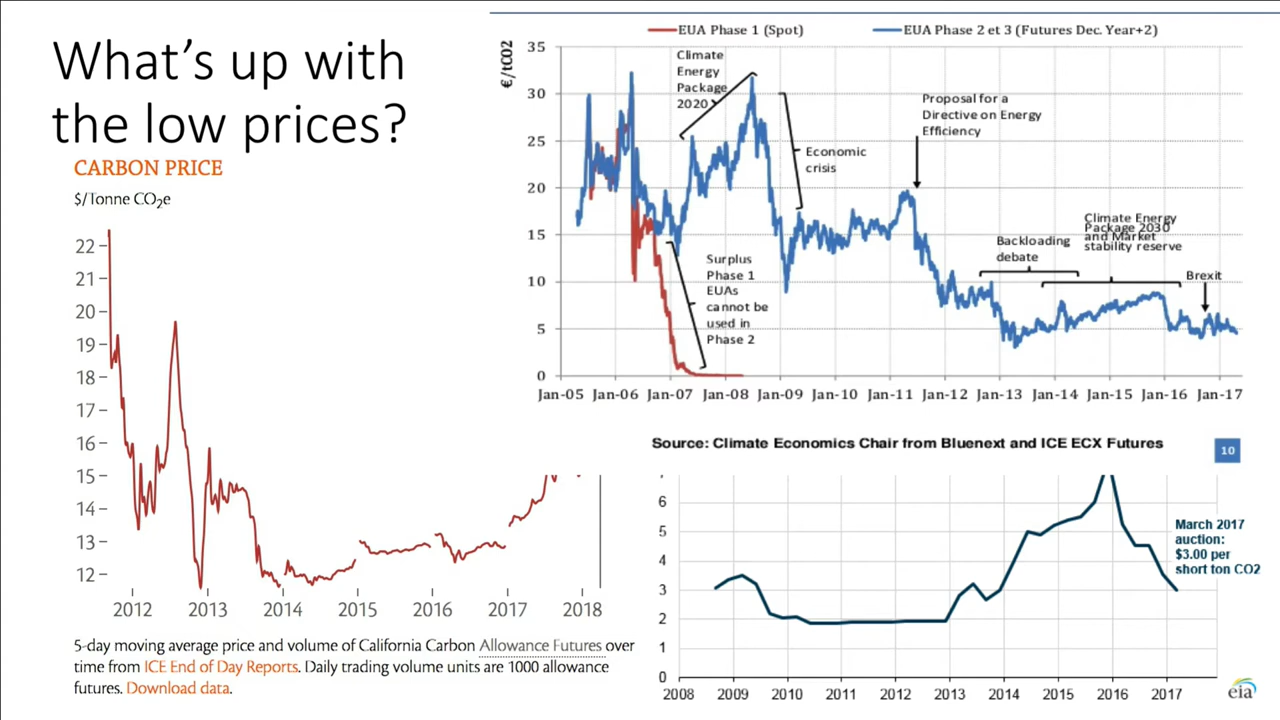 What's up with
the low prices?
CARBON PRICE
$/Tonne CO2e
22
21
20
19
18
17
16
15
14
13
12
2012 2013 2014 2015 2016 2017 2018
5-day moving average price and volume of California Carbon Allowance Futures over
time from ICE End of Day Reports. Daily trading volume units are 1000 allowance
futures. Download data.
EUA Phase 1 (Spot) EUA Phase 2 et 3 (Futures Dec. Year+2)
€/tCO2
35
30
25
20
15
10
5
0
Climate
Energy
Package
2020
Economic
crisis
Proposal for a
Directive on Energy
Efficiency
Surplus
Phase 1
EUAs
cannot be
used in
Phase 2
Backloading
debate
Climate Energy
Package 2030
and Market
stability reserve
Brexit
Jan-05 Jan-06 Jan-07 Jan-08 Jan-09 Jan-10 Jan-11 Jan-12 Jan-13 Jan-14 Jan-15 Jan-16 Jan-17
Source: Climate Economics Chair from Bluenext and ICE ECX Futures
10
6
5
4
3
2
1
0
March 2017
auction:
$3.00 per
short ton CO2
2008 2009 2010 2011 2012 2013 2014 2015 2016 2017
eia